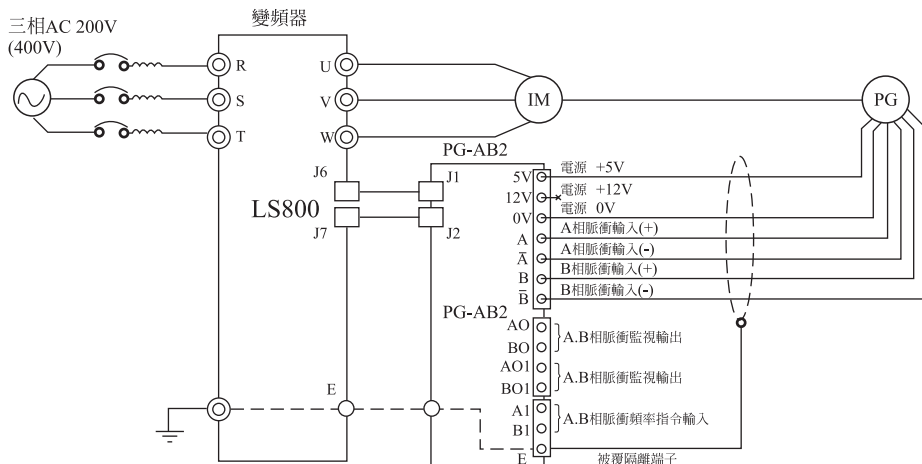 三相AC 200V
(400V)
變頻器
R
S
T
U
V
W
IM
PG
PG-AB2
J6
J1
LS800
J7
J2
5V
電源 +5V
12V
電源 +12V
0V
電源 0V
A
A相脈衝輸入(+)
A̅
A相脈衝輸入(-)
B
B相脈衝輸入(+)
B̅
B相脈衝輸入(-)
PG-AB2
AO
BO
A.B相脈衝監視輸出
AO1
BO1
A.B相脈衝監視輸出
A1
B1
A.B相脈衝頻率指令輸入
E
E
被覆隔離端子